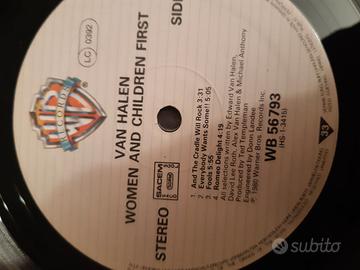 LC 0392
WB
RECORDS
VAN HALEN
WOMEN AND CHILDREN FIRST
STEREO
SIDE
SACEM
1 And The Cradle Will Rock 3:31
2 Everybody Wants Some!! 5:05
3 Fools 5:55
4 Romeo Delight 4:19
All selections written by Edward Van Halen,
David Lee Roth, Alex Van Halen & Michael Anthony
Produced by Ted Templeman
Engineered by Donn Landee
℗ 1980 Warner Bros. Records Inc.
WB 56793
(HS-1-3415)
33
subito